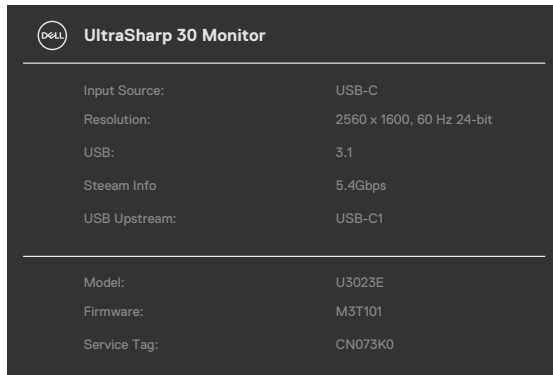 DELL UltraSharp 30 Monitor
Input Source: USB-C
Resolution: 2560 x 1600, 60 Hz 24-bit
USB: 3.1
Steeam Info 5.4Gbps
USB Upstream: USB-C1
Model: U3023E
Firmware: M3T101
Service Tag: CN073K0